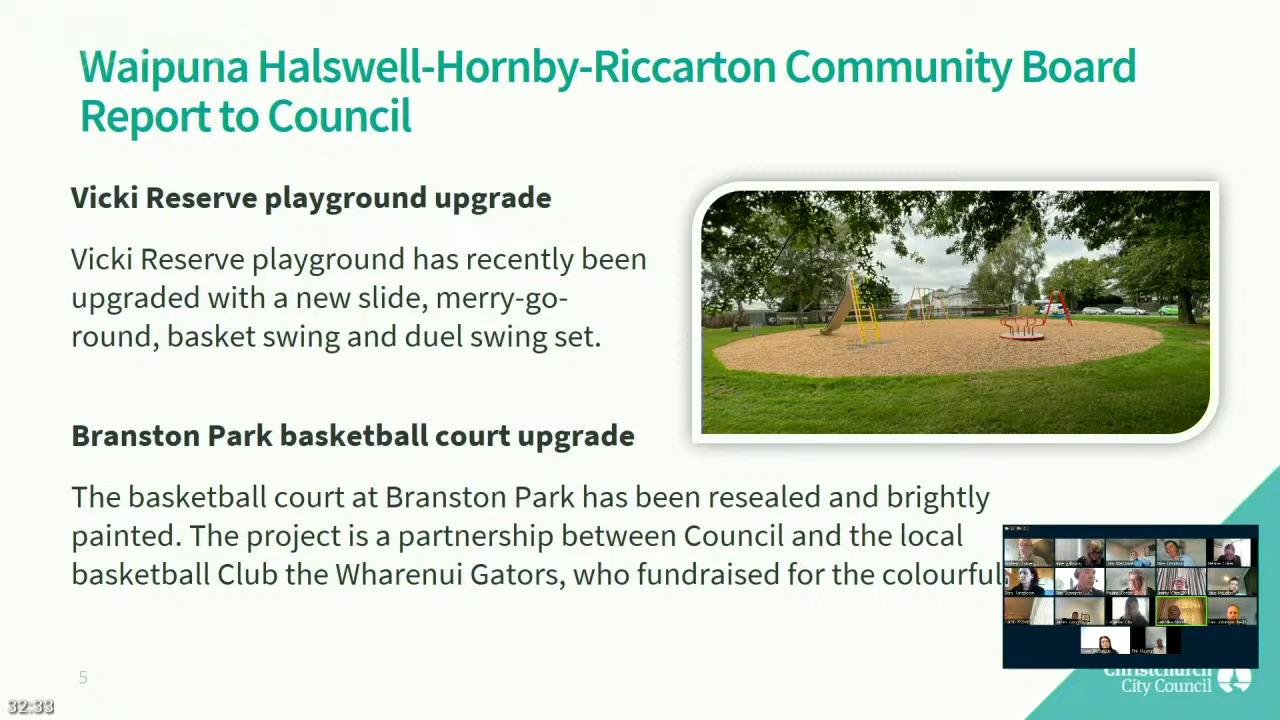 Waipuna Halswell-Hornby-Riccarton Community Board
Report to Council
Vicki Reserve playground upgrade
Vicki Reserve playground has recently been
upgraded with a new slide, merry-go-
round, basket swing and duel swing set.
Branston Park basketball court upgrade
The basketball court at Branston Park has been resealed and brightly
painted. The project is a partnership between Council and the local
basketball Club the Wharenui Gators, who fundraised for the colourful
5
32:33
Christchurch
City Council